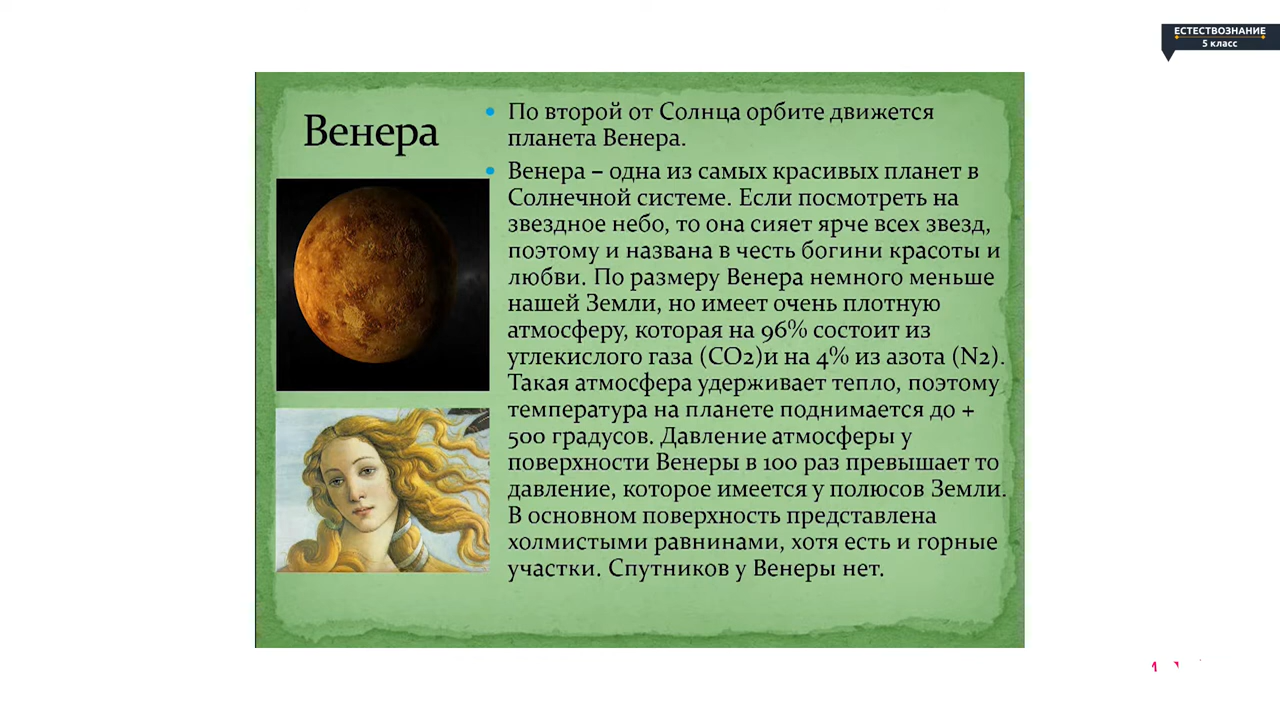 ЕСТЕСТВОЗНАНИЕ
5 класс
Венера
По второй от Солнца орбите движется
планета Венера.
Венера – одна из самых красивых планет в
Солнечной системе. Если посмотреть на
звездное небо, то она сияет ярче всех звезд,
поэтому и названа в честь богини красоты и
любви. По размеру Венера немного меньше
нашей Земли, но имеет очень плотную
атмосферу, которая на 96% состоит из
углекислого газа (CO2)и на 4% из азота (N2).
Такая атмосфера удерживает тепло, поэтому
температура на планете поднимается до +
500 градусов. Давление атмосферы у
поверхности Венеры в 100 раз превышает то
давление, которое имеется у полюсов Земли.
В основном поверхность представлена
холмистыми равнинами, хотя есть и горные
участки. Спутников у Венеры нет.